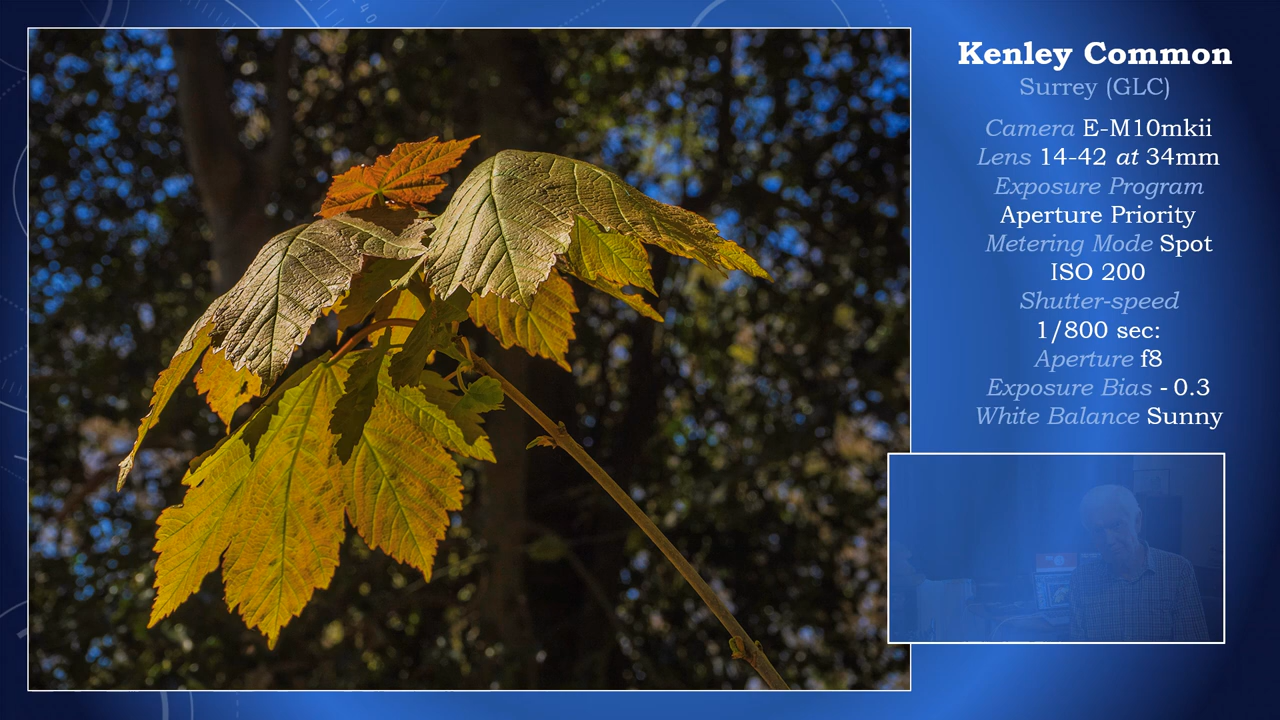 Kenley Common
Surrey (GLC)
Camera E-M10mkii
Lens 14-42 at 34mm
Exposure Program
Aperture Priority
Metering Mode Spot
ISO 200
Shutter-speed
1/800 sec:
Aperture f8
Exposure Bias - 0.3
White Balance Sunny
40